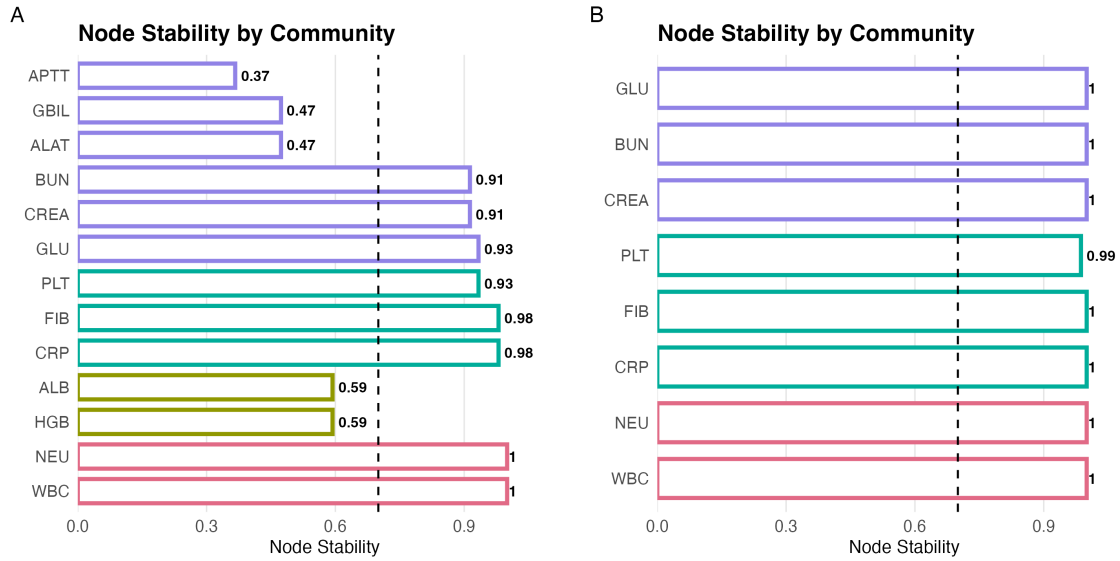 A
Node Stability by Community
APTT 0.37
GBIL 0.47
ALAT 0.47
BUN 0.91
CREA 0.91
GLU 0.93
PLT 0.93
FIB 0.98
CRP 0.98
ALB 0.59
HGB 0.59
NEU 1
WBC 1
0.0 0.3 0.6 0.9
Node Stability
B
Node Stability by Community
GLU 1
BUN 1
CREA 1
PLT 0.99
FIB 1
CRP 1
NEU 1
WBC 1
0.0 0.3 0.6 0.9
Node Stability